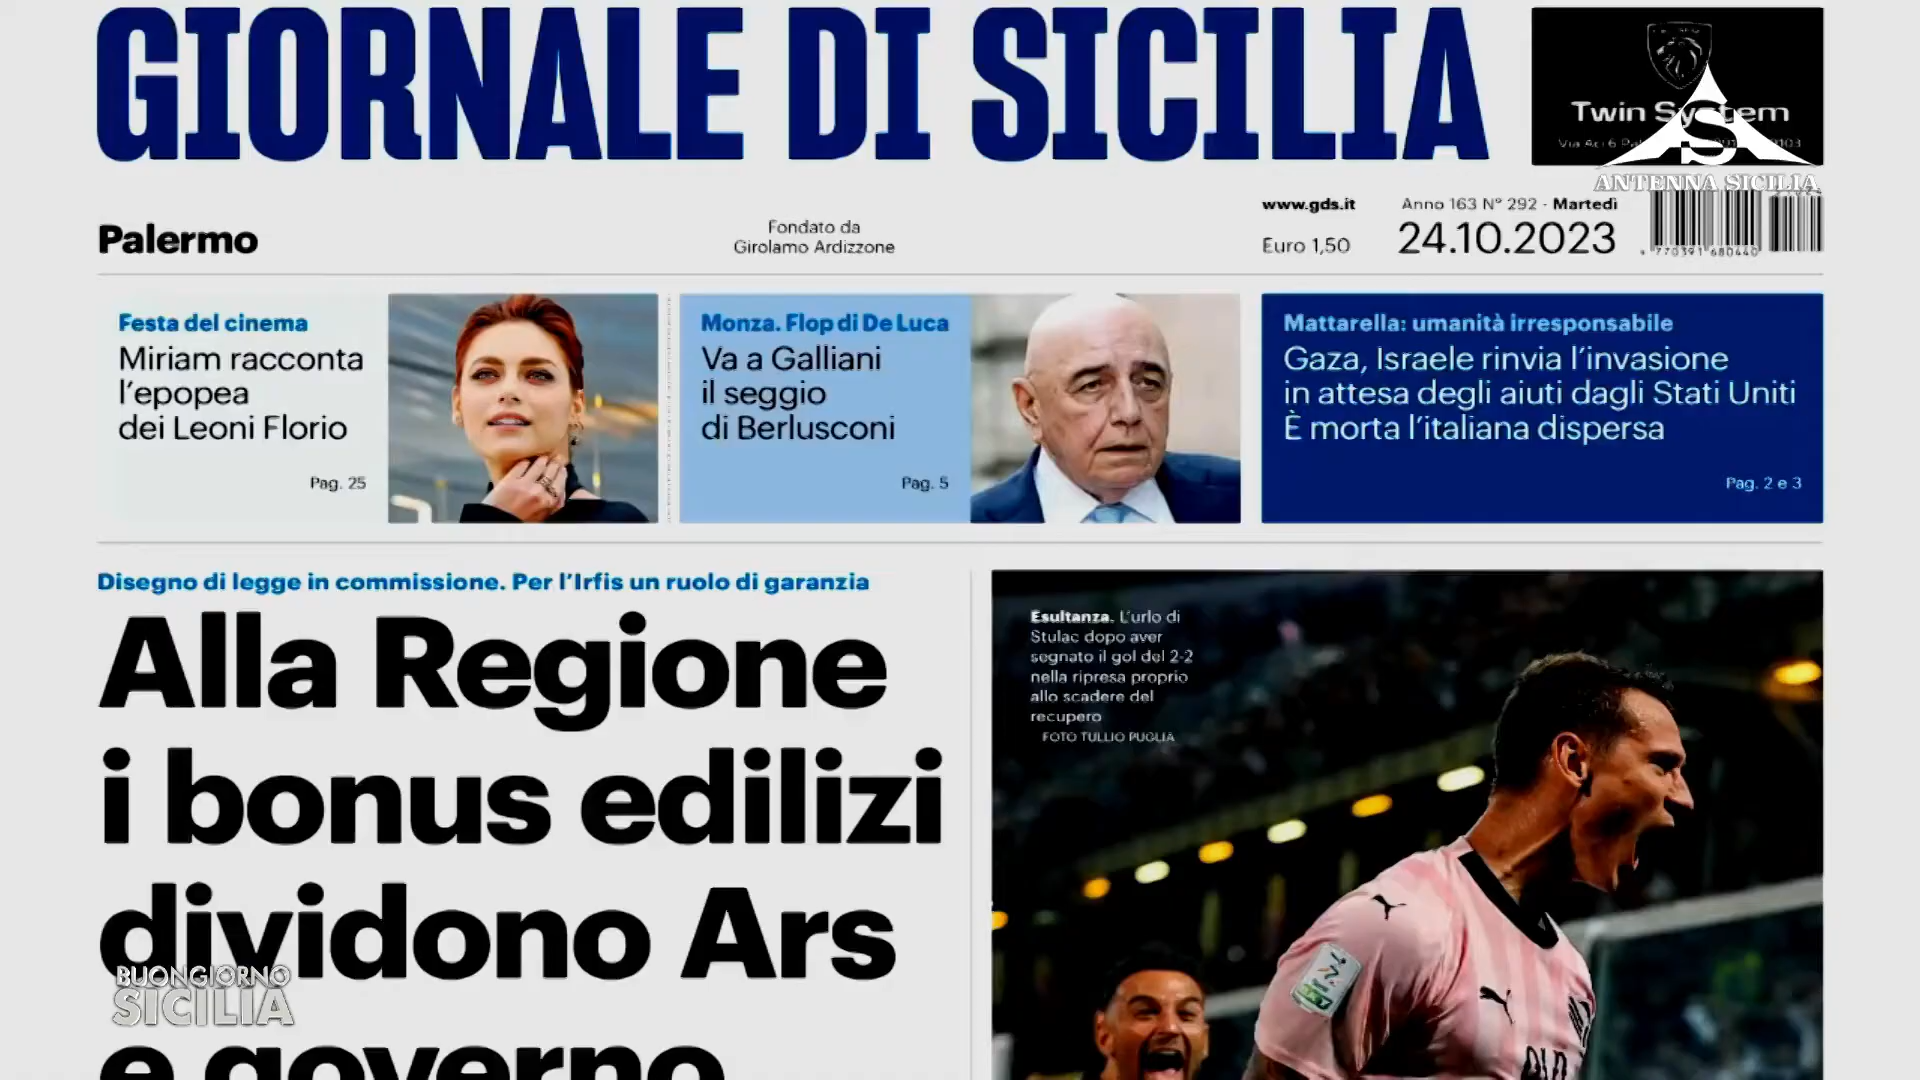 GIORNALE DI SICILIA
Twin System
ANTENNA SICILIA
Palermo
Fondato da
Girolamo Ardizzone
www.gds.it
Euro 1,50
Anno 163 N° 292 - Martedì
24.10.2023
9 770391 680440
Festa del cinema
Miriam racconta
l'epopea
dei Leoni Florio
Pag. 25
Monza. Flop di De Luca
Va a Galliani
il seggio
di Berlusconi
Pag. 5
Mattarella: umanità irresponsabile
Gaza, Israele rinvia l'invasione
in attesa degli aiuti dagli Stati Uniti
È morta l'italiana dispersa
Pag. 2 e 3
Disegno di legge in commissione. Per l'Irfis un ruolo di garanzia
Alla Regione
i bonus edilizi
dividono Ars
e governo
Esultanza. L'urlo di
Stulac dopo aver
segnato il gol del 2-2
nella ripresa proprio
allo scadere del
recupero
FOTO TULLIO PUGLIA
BUONGIORNO
SICILIA